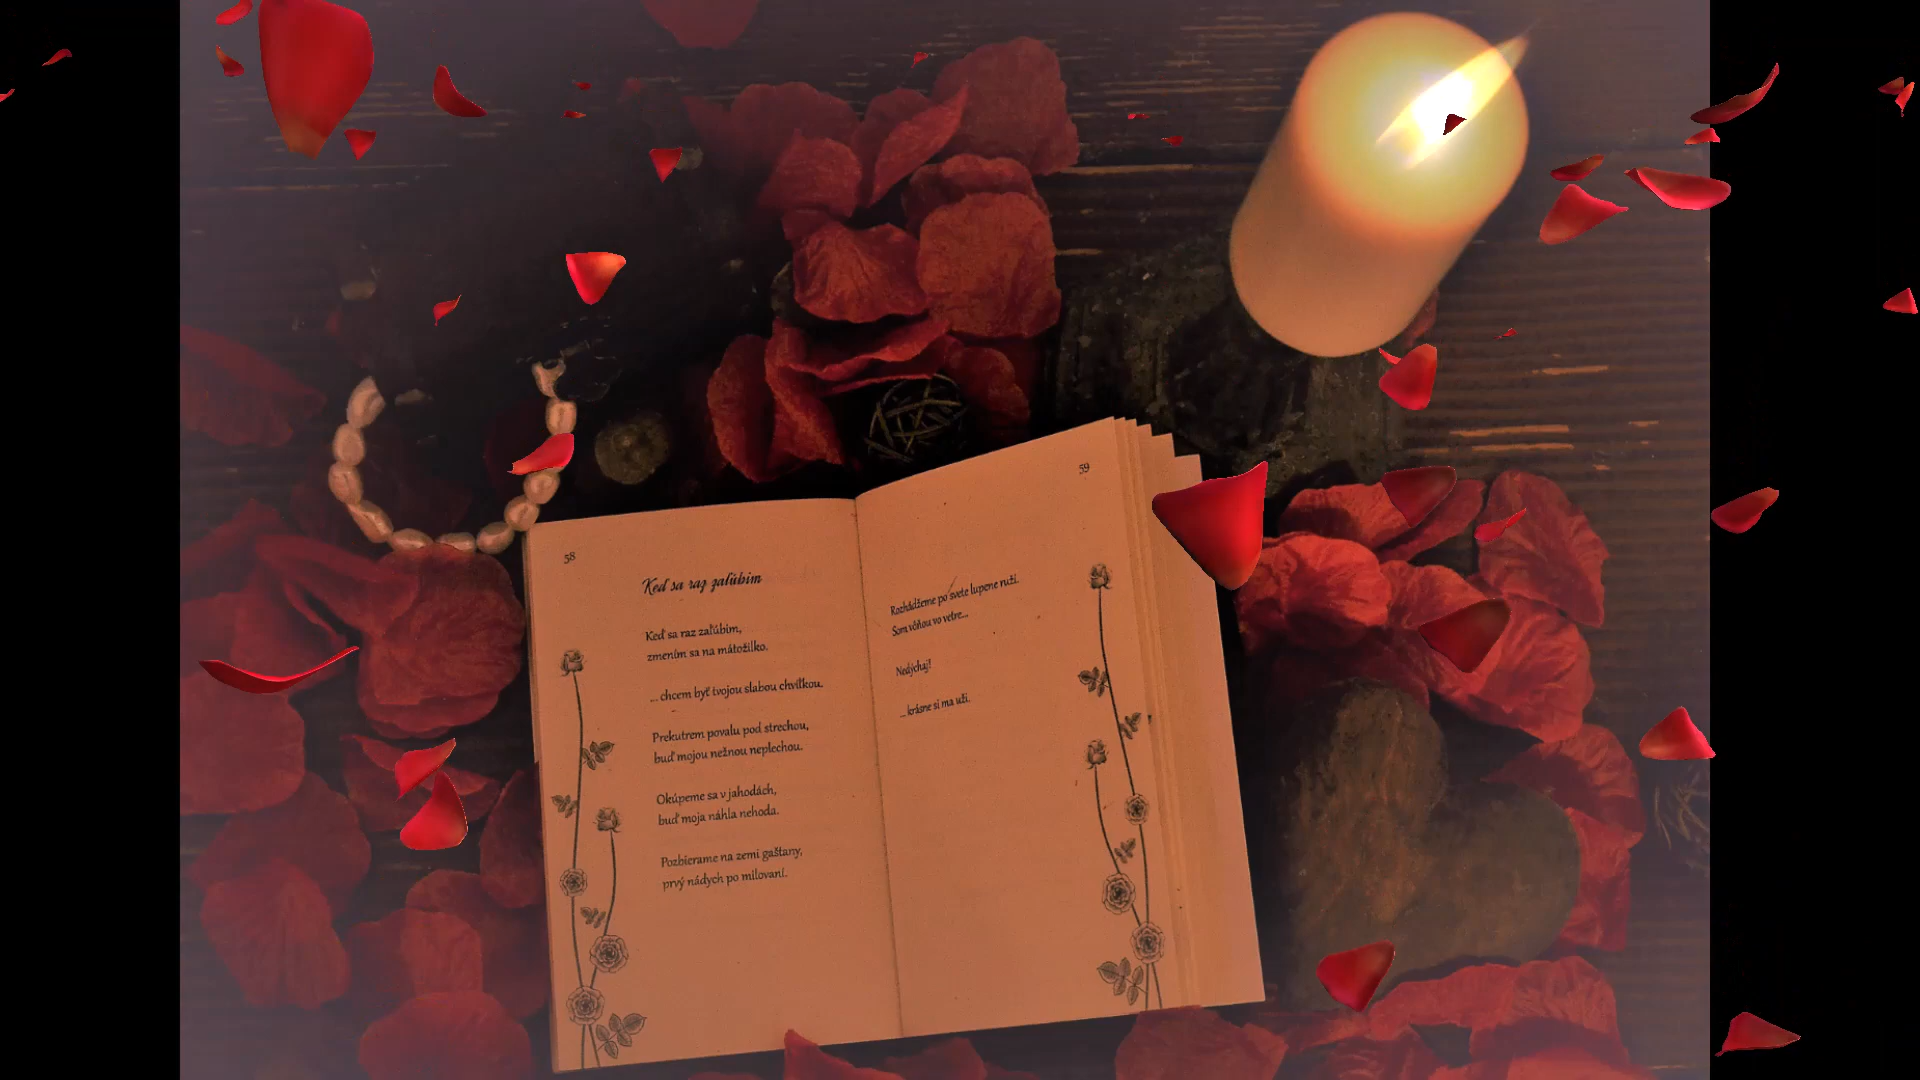 58
Keď sa raz zaľúbim
Keď sa raz zaľúbim,
zmením sa na mátožilko.
...chcem byť tvojou slabou chvíľkou.
Prekutrem povalu pod strechou,
buď mojou nežnou neplechou.
Okúpeme sa v jahodách,
buď moja náhla nehoda.
Pozbierame na zemi gaštany,
prvý nádych po milovaní.
59
Rozhádžeme po svete lupene ruží.
Som vôňou vo vetre...
Nedýchaj!
...krásne si ma uži.